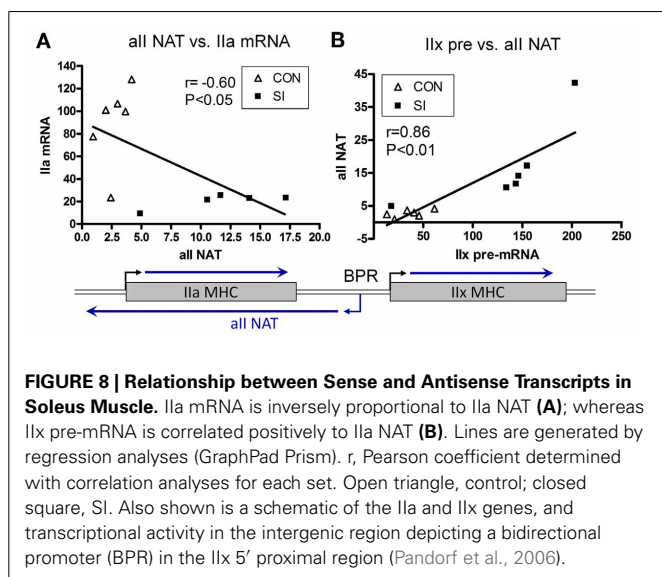 A
aII NAT vs. IIa mRNA
IIa mRNA
140
120
100
80
60
40
20
0
0.0 2.5 5.0 7.5 10.0 12.5 15.0 17.5 20.0
aII NAT
r= -0.60
P<0.05
CON
SI
B
IIx pre vs. aII NAT
aII NAT
45
35
25
15
5
-5
50 100 150 200 250
IIx pre-mRNA
CON
SI
r=0.86
P<0.01
BPR
IIa MHC
IIx MHC
aII NAT
FIGURE 8 | Relationship between Sense and Antisense Transcripts in
Soleus Muscle. IIa mRNA is inversely proportional to IIa NAT (A); whereas
IIx pre-mRNA is correlated positively to IIa NAT (B). Lines are generated by
regression analyses (GraphPad Prism). r, Pearson coefficient determined
with correlation analyses for each set. Open triangle, control; closed
square, SI. Also shown is a schematic of the IIa and IIx genes, and
transcriptional activity in the intergenic region depicting a bidirectional
promoter (BPR) in the IIx 5′ proximal region (Pandorf et al., 2006).